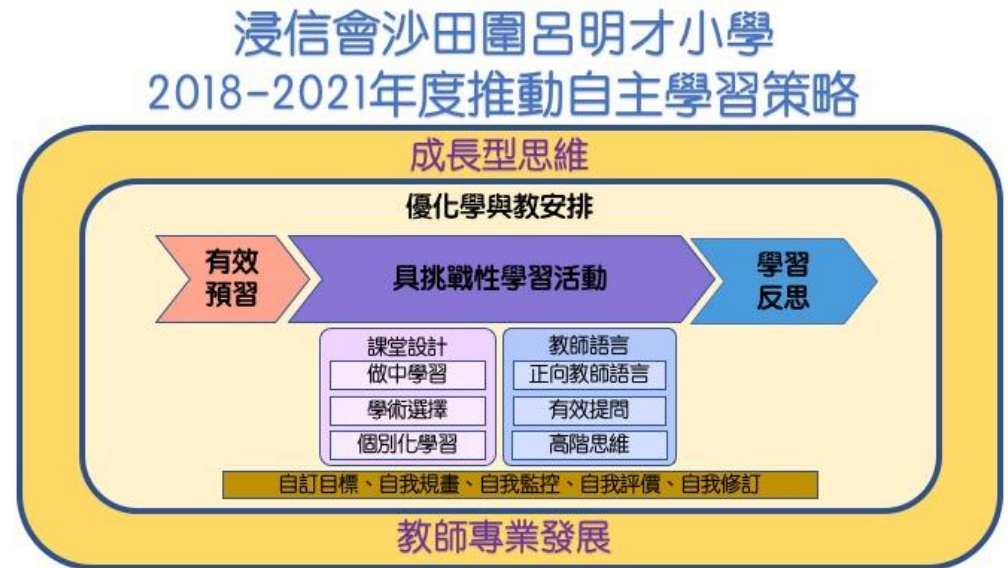 浸信會沙田圍呂明才小學
2018-2021年度推動自主學習策略
成長型思維
優化學與教安排
有效
預習
具挑戰性學習活動
學習
反思
課堂設計
做中學習
學術選擇
個別化學習
教師語言
正向教師語言
有效提問
高階思維
自訂目標、自我規畫、自我監控、自我評價、自我修訂
教師專業發展